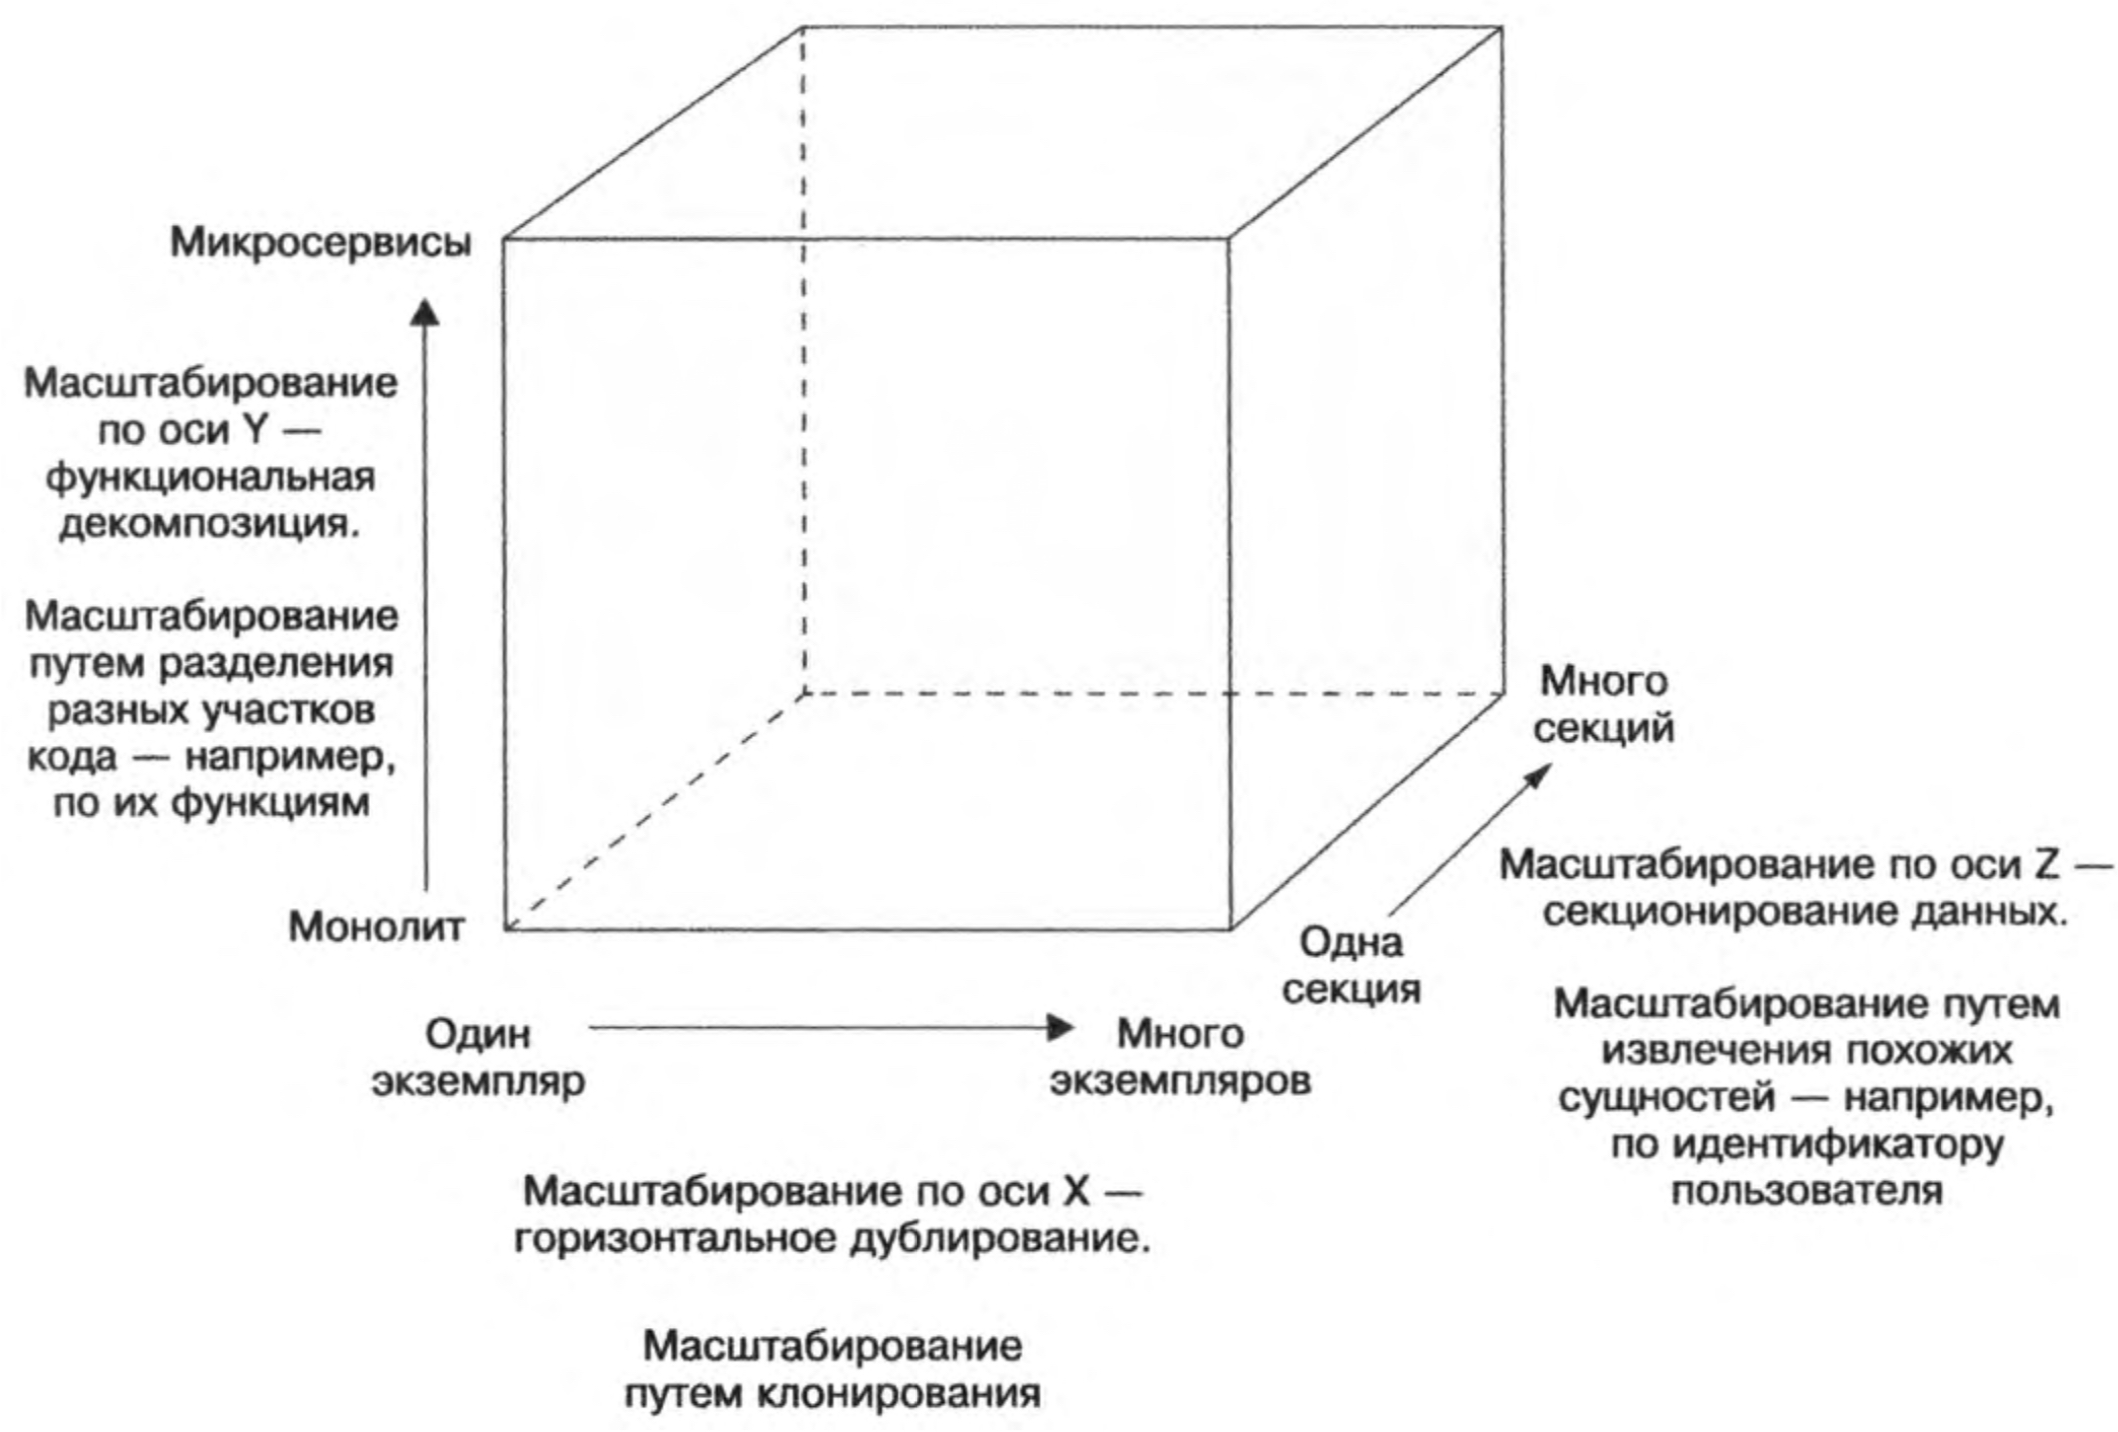 Микросервисы
Масштабирование
по оси Y —
функциональная
декомпозиция.
Масштабирование
путем разделения
разных участков
кода — например,
по их функциям
Монолит
Один
экземпляр
Много
экземпляров
Одна
секция
Много
секций
Масштабирование по оси Z —
секционирование данных.
Масштабирование путем
извлечения похожих
сущностей — например,
по идентификатору
пользователя
Масштабирование по оси X —
горизонтальное дублирование.
Масштабирование
путем клонирования